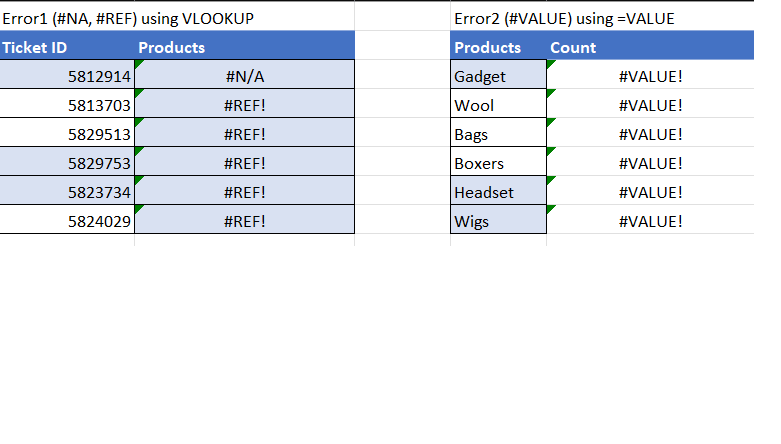 Error1 (#NA, #REF) using VLOOKUP Error2 (#VALUE) using =VALUE
Ticket ID Products Products Count
5812914 #N/A Gadget #VALUE!
5813703 #REF! Wool #VALUE!
5829513 #REF! Bags #VALUE!
5829753 #REF! Boxers #VALUE!
5823734 #REF! Headset #VALUE!
5824029 #REF! Wigs #VALUE!